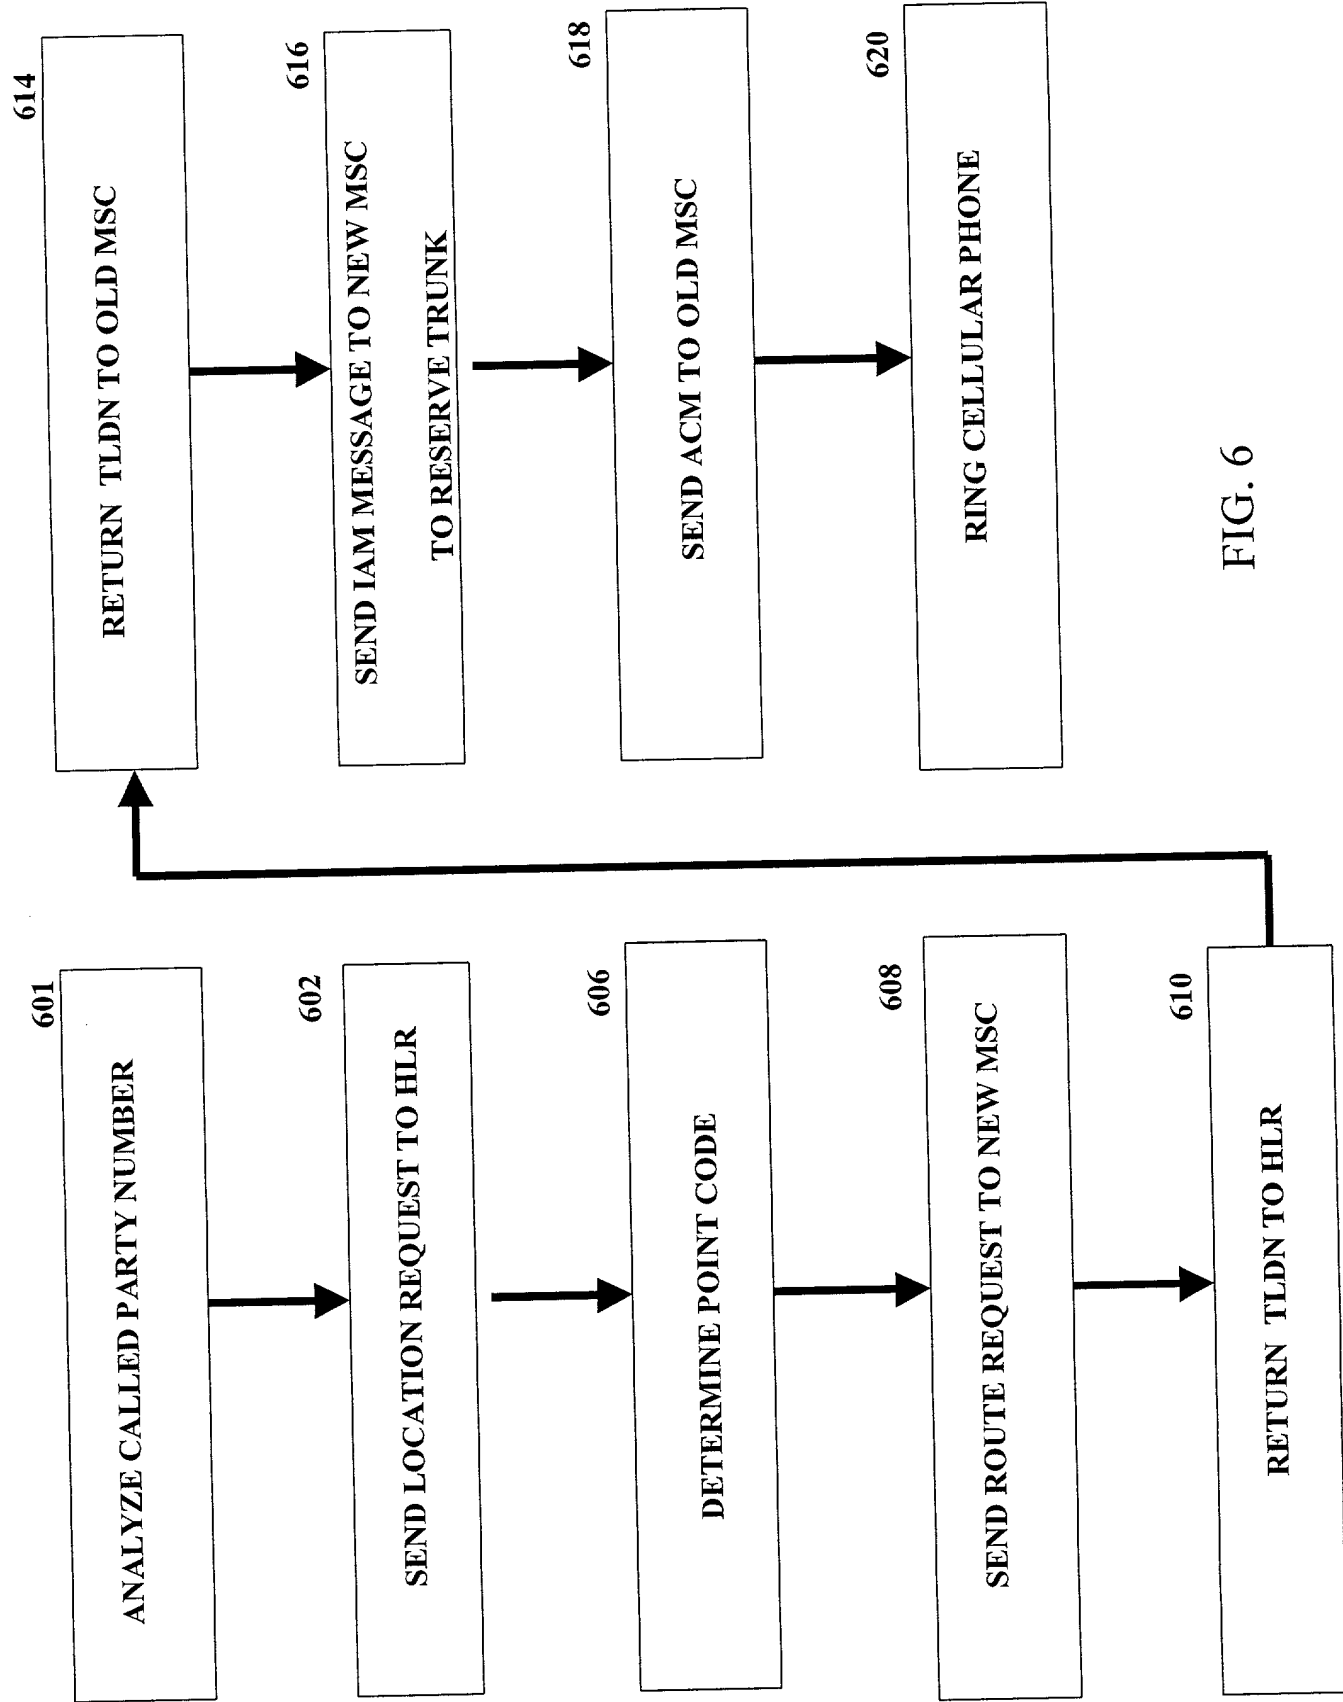 601
ANALYZE CALLED PARTY NUMBER
602
SEND LOCATION REQUEST TO HLR
606
DETERMINE POINT CODE
608
SEND ROUTE REQUEST TO NEW MSC
610
RETURN TLDN TO HLR
614
RETURN TLDN TO OLD MSC
616
SEND IAM MESSAGE TO NEW MSC
TO RESERVE TRUNK
618
SEND ACM TO OLD MSC
620
RING CELLULAR PHONE
FIG. 6